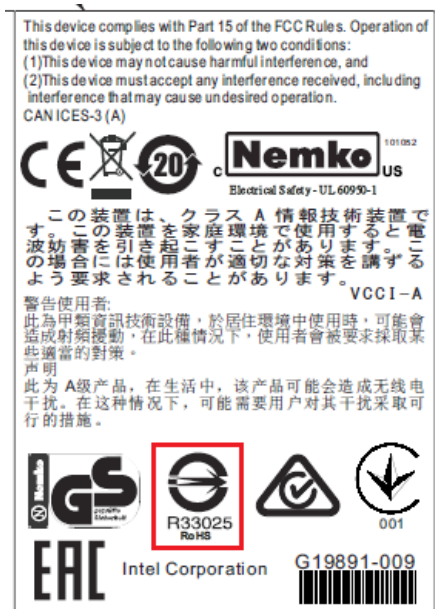 This device complies with Part 15 of the FCC Rules. Operation of
this device is subject to the following two conditions:
(1)This device may not cause harmful interference, and
(2)This device must accept any interference received, including
interference that may cause undesired operation.
CAN ICES-3 (A)
CE 20 C Nemko US 101052
Electrical Safety - UL 60950-1
この装置は、クラス A 情報技術装置で
す。この装置を家庭環境で使用すると電
波妨害を引き起こすことがあります。こ
の場合には使用者が適切な対策を講ずる
よう要求されることがあります。
VCCI-A
警告使用者:
此為甲類資訊技術設備，於居住環境中使用時，可能會
造成射頻擾動，在此種情況下，使用者會被要求採取某
些適當的對策。
声明
此为 A级产品，在生活中，该产品可能会造成无线电
干扰。在这种情况下，可能需要用户对其干扰采取可
行的措施。
Nemko GS
R33025
RoHS
001
EAC Intel Corporation G19891-009